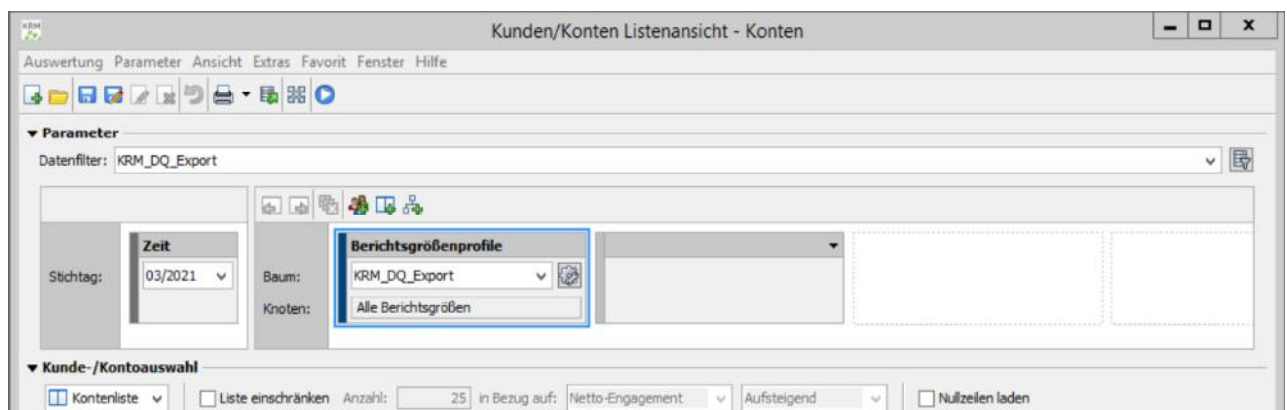 KRM
Kunden/Konten Listenansicht - Konten
Auswertung Parameter Ansicht Extras Favorit Fenster Hilfe
Parameter
Datenfilter: KRM_DQ_Export
Zeit
Berichtsgrößenprofile
Stichtag: 03/2021 Baum: KRM_DQ_Export
Knoten: Alle Berichtsgrößen
Kunde-/Kontoauswahl
Kontenliste Liste einschränken Anzahl: 25 in Bezug auf: Netto-Engagement Aufsteigend Nullzeilen laden